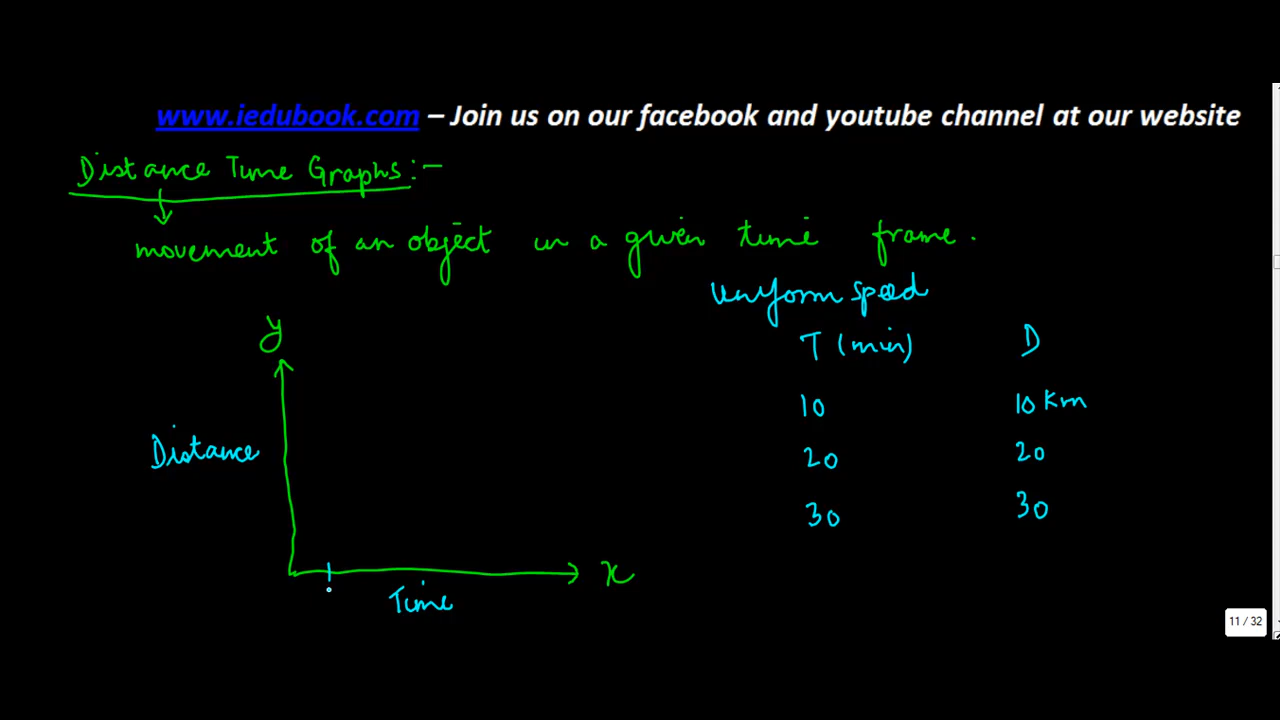 www.iedubook.com – Join us on our facebook and youtube channel at our website
Distance Time Graphs:-
movement of an object in a given time frame.
Uniform speed
y
T (min) D
10 10 Km
Distance
20 20
30 30
x
Time
11 / 32